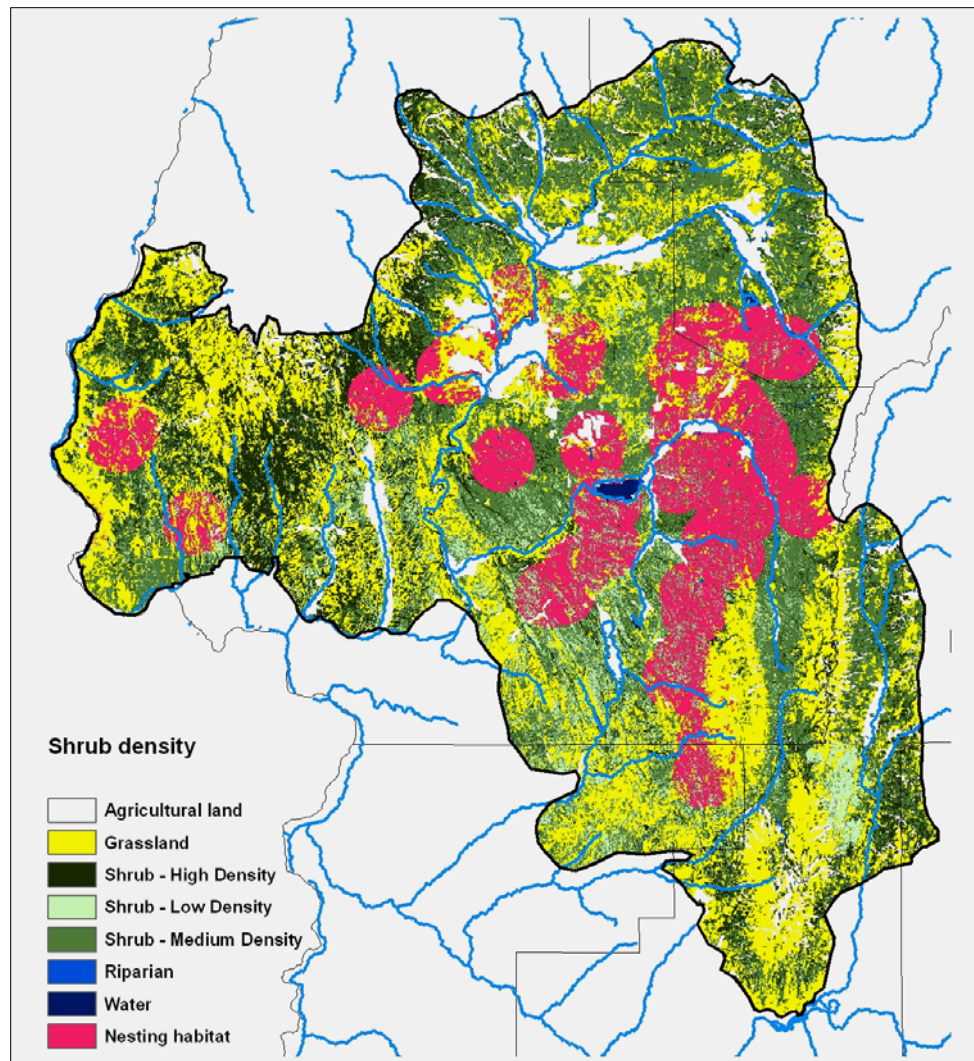 Shrub density
Agricultural land
Grassland
Shrub - High Density
Shrub - Low Density
Shrub - Medium Density
Riparian
Water
Nesting habitat